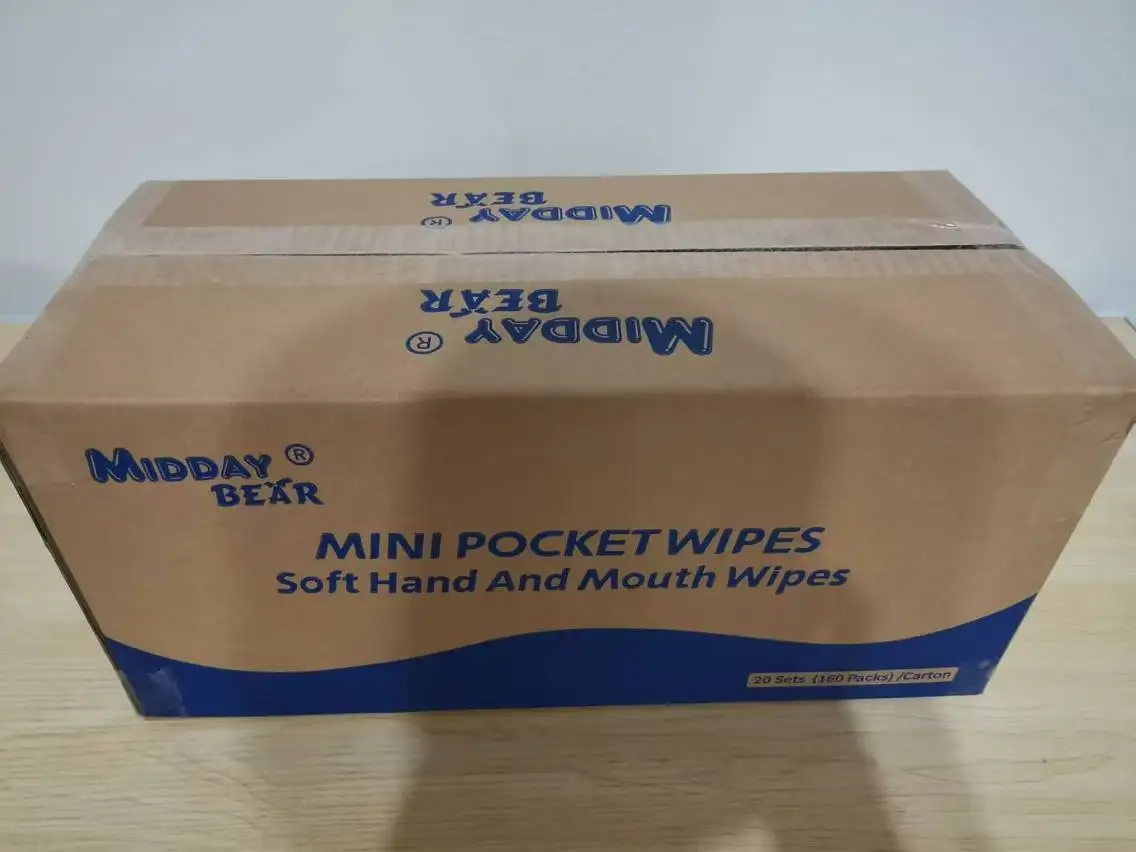 MIDDAY
BEAR
®
MIDDAY
BEAR
®
MIDDAY ®
BEAR
MINI POCKET WIPES
Soft Hand And Mouth Wipes
20 Sets (160 Packs) /Carton